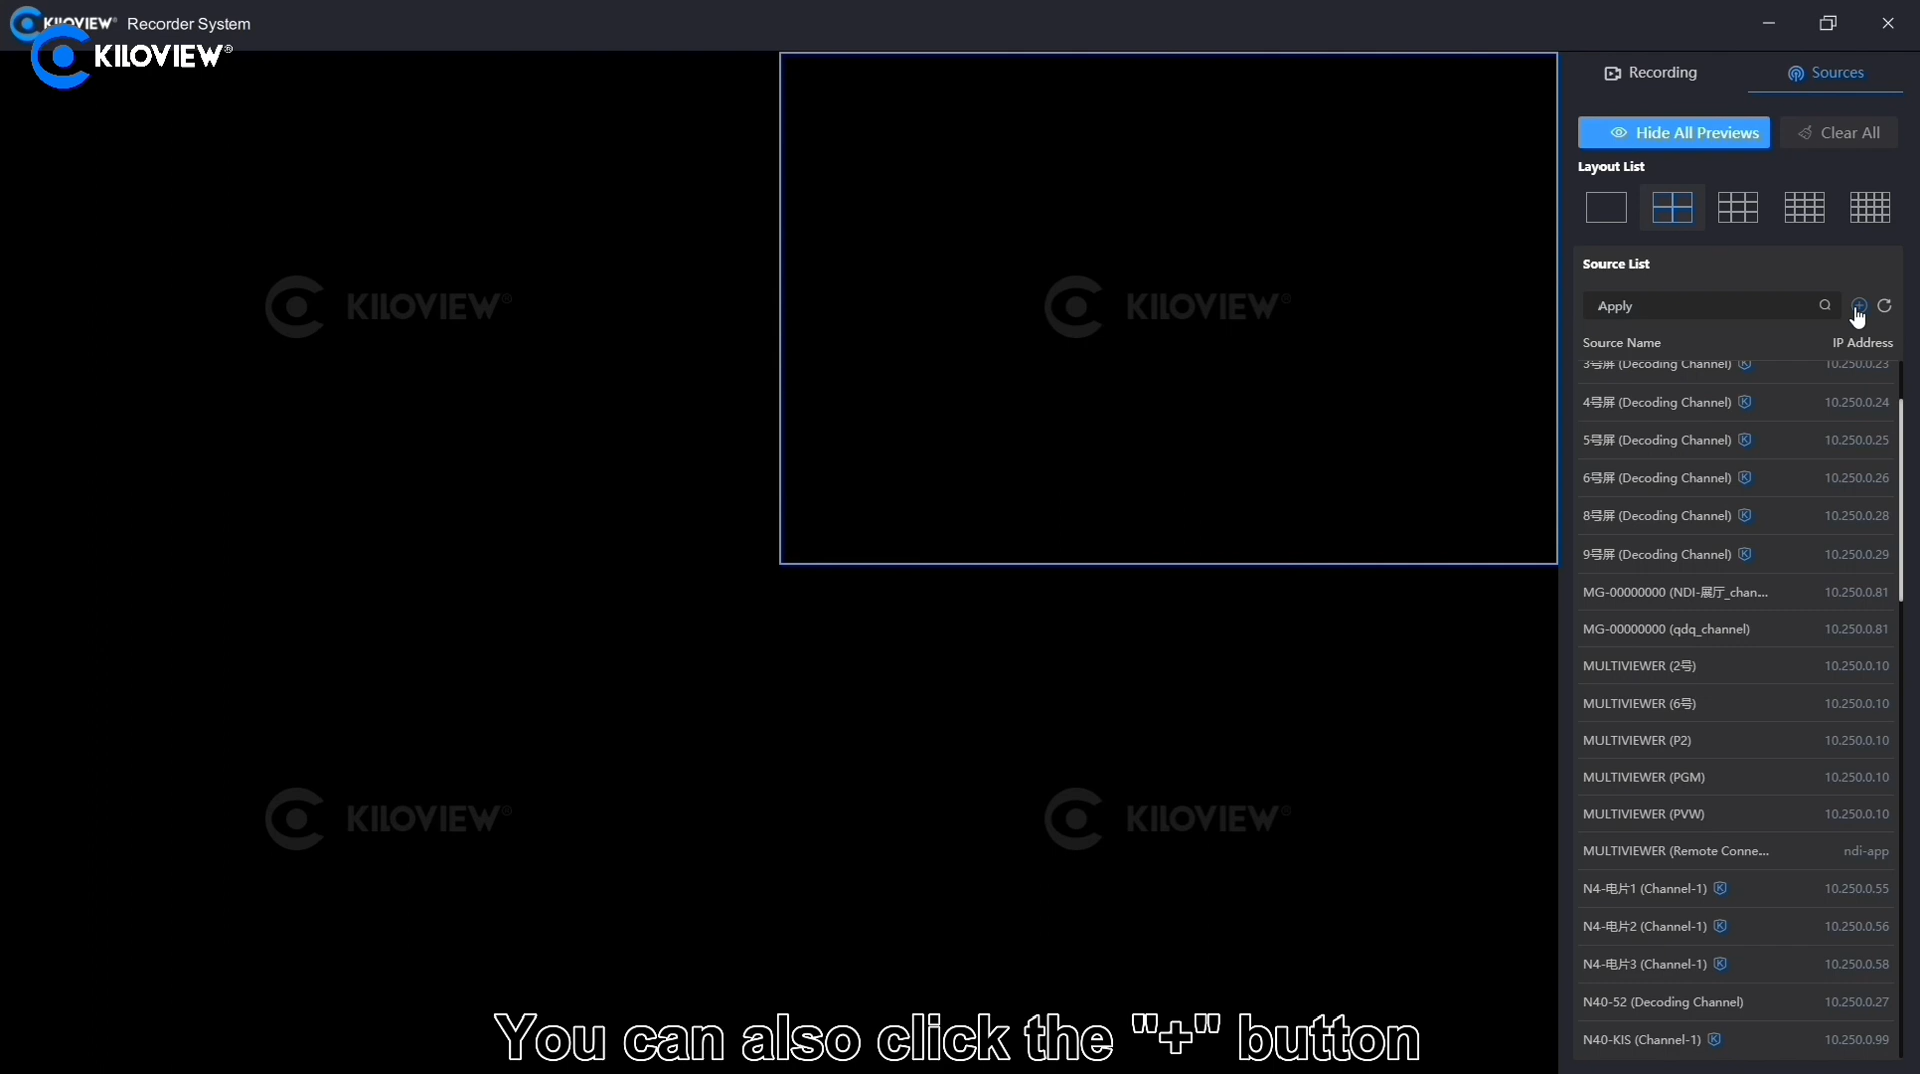 KILOVIEW® Recorder System
KILOVIEW®
Recording
Sources
Hide All Previews
Clear All
Layout List
KILOVIEW®
KILOVIEW®
Source List
Apply
Source Name
IP Address
3号屏 (Decoding Channel) 10.250.0.23
4号屏 (Decoding Channel) 10.250.0.24
5号屏 (Decoding Channel) 10.250.0.25
6号屏 (Decoding Channel) 10.250.0.26
8号屏 (Decoding Channel) 10.250.0.28
9号屏 (Decoding Channel) 10.250.0.29
MG-00000000 (NDI-展厅_chan... 10.250.0.81
MG-00000000 (qdq_channel) 10.250.0.81
MULTIVIEWER (2号) 10.250.0.10
MULTIVIEWER (6号) 10.250.0.10
MULTIVIEWER (P2) 10.250.0.10
MULTIVIEWER (PGM) 10.250.0.10
MULTIVIEWER (PVW) 10.250.0.10
MULTIVIEWER (Remote Conne... ndi-app
N4-电片1 (Channel-1) 10.250.0.55
N4-电片2 (Channel-1) 10.250.0.56
N4-电片3 (Channel-1) 10.250.0.58
N40-52 (Decoding Channel) 10.250.0.27
N40-KIS (Channel-1) 10.250.0.99
KILOVIEW®
KILOVIEW®
You can also click the "+" button